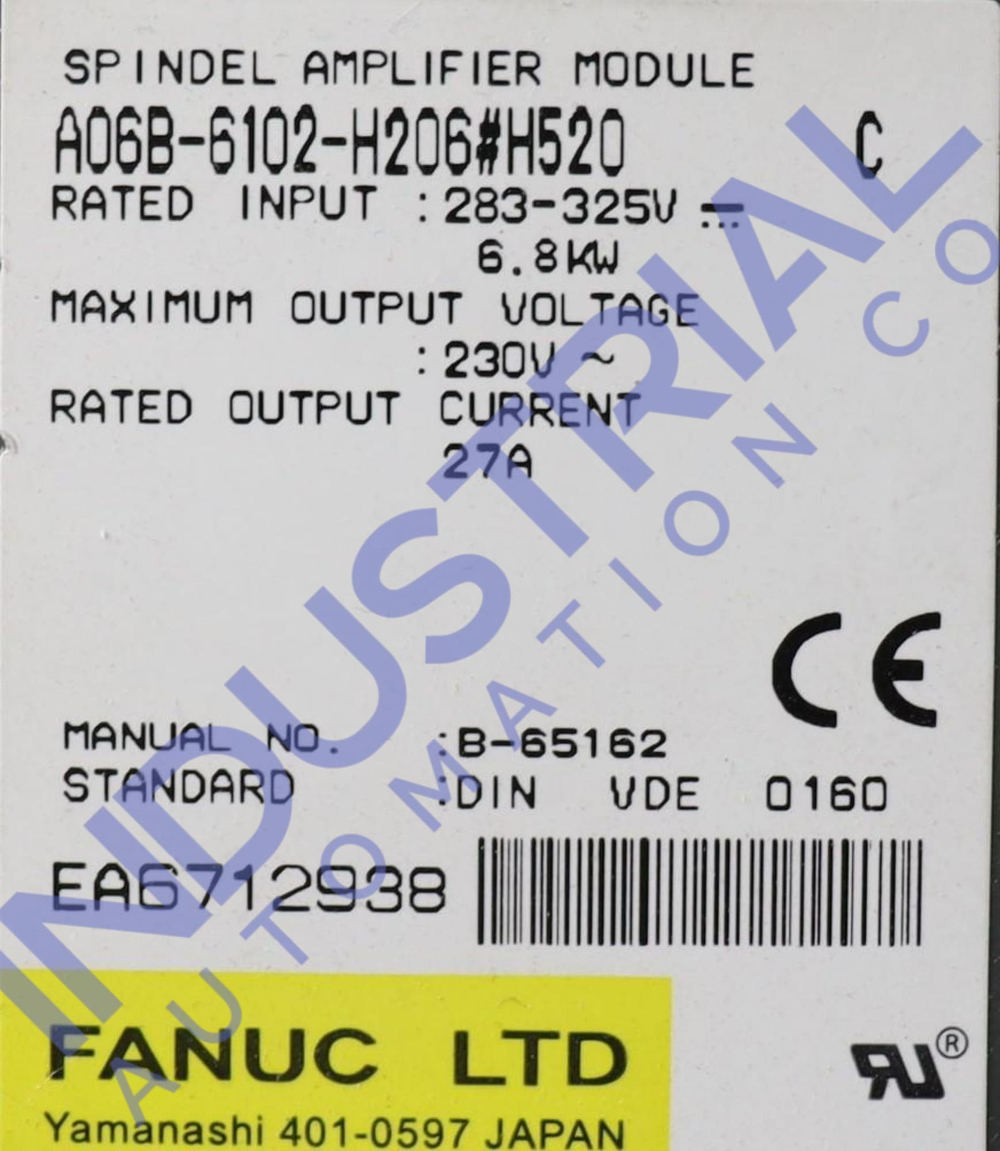 SPINDEL AMPLIFIER MODULE
A06B-6102-H206#H520 C
RATED INPUT :283-325V ⎓
6.8KW
MAXIMUM OUTPUT VOLTAGE
:230V ~
RATED OUTPUT CURRENT
27A
CE
MANUAL NO. :B-65162
STANDARD :DIN VDE 0160
EA6712938
FANUC LTD
Yamanashi 401-0597 JAPAN
RU®
INDUSTRIAL
AUTOMATION CO